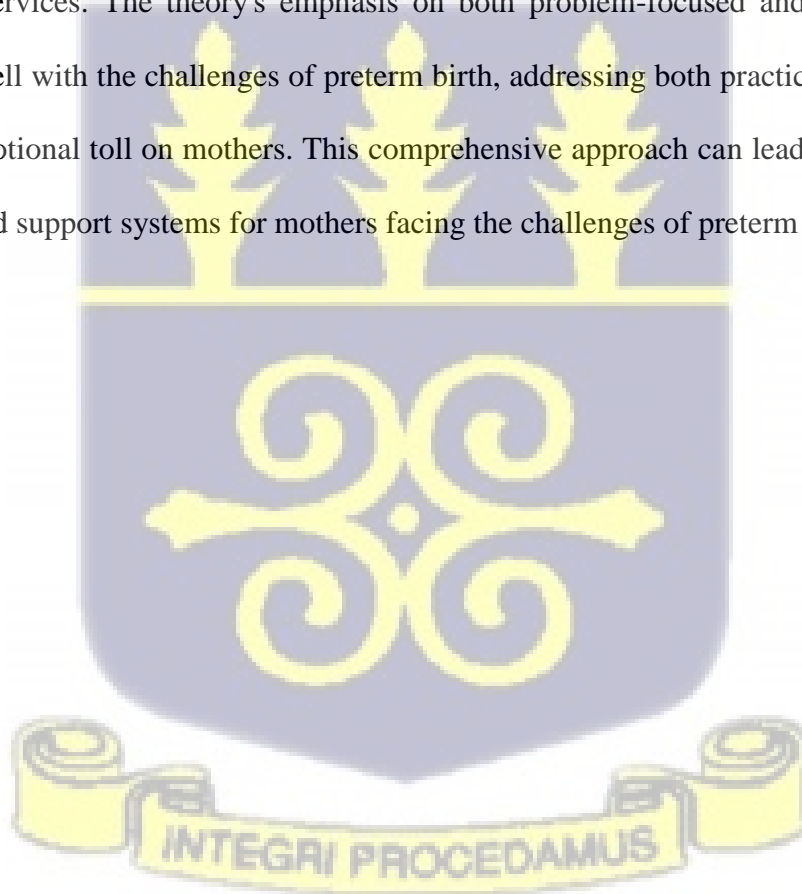 ervices. The theory's emphasis on both problem-focused and
ell with the challenges of preterm birth, addressing both practic
otional toll on mothers. This comprehensive approach can lead
d support systems for mothers facing the challenges of preterm
INTEGRI PROCEDAMUS